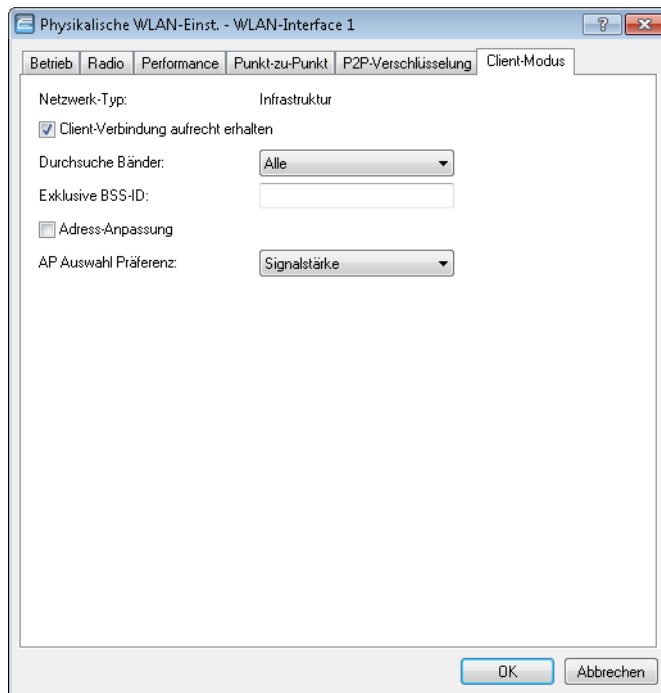 Physikalische WLAN-Einst. - WLAN-Interface 1
Betrieb Radio Performance Punkt-zu-Punkt P2P-Verschlüsselung Client-Modus
Netzwerk-Typ: Infrastruktur
Client-Verbindung aufrecht erhalten
Durchsuche Bänder: Alle
Exklusive BSS-ID:
Adress-Anpassung
AP Auswahl Präferenz: Signalstärke
OK Abbrechen